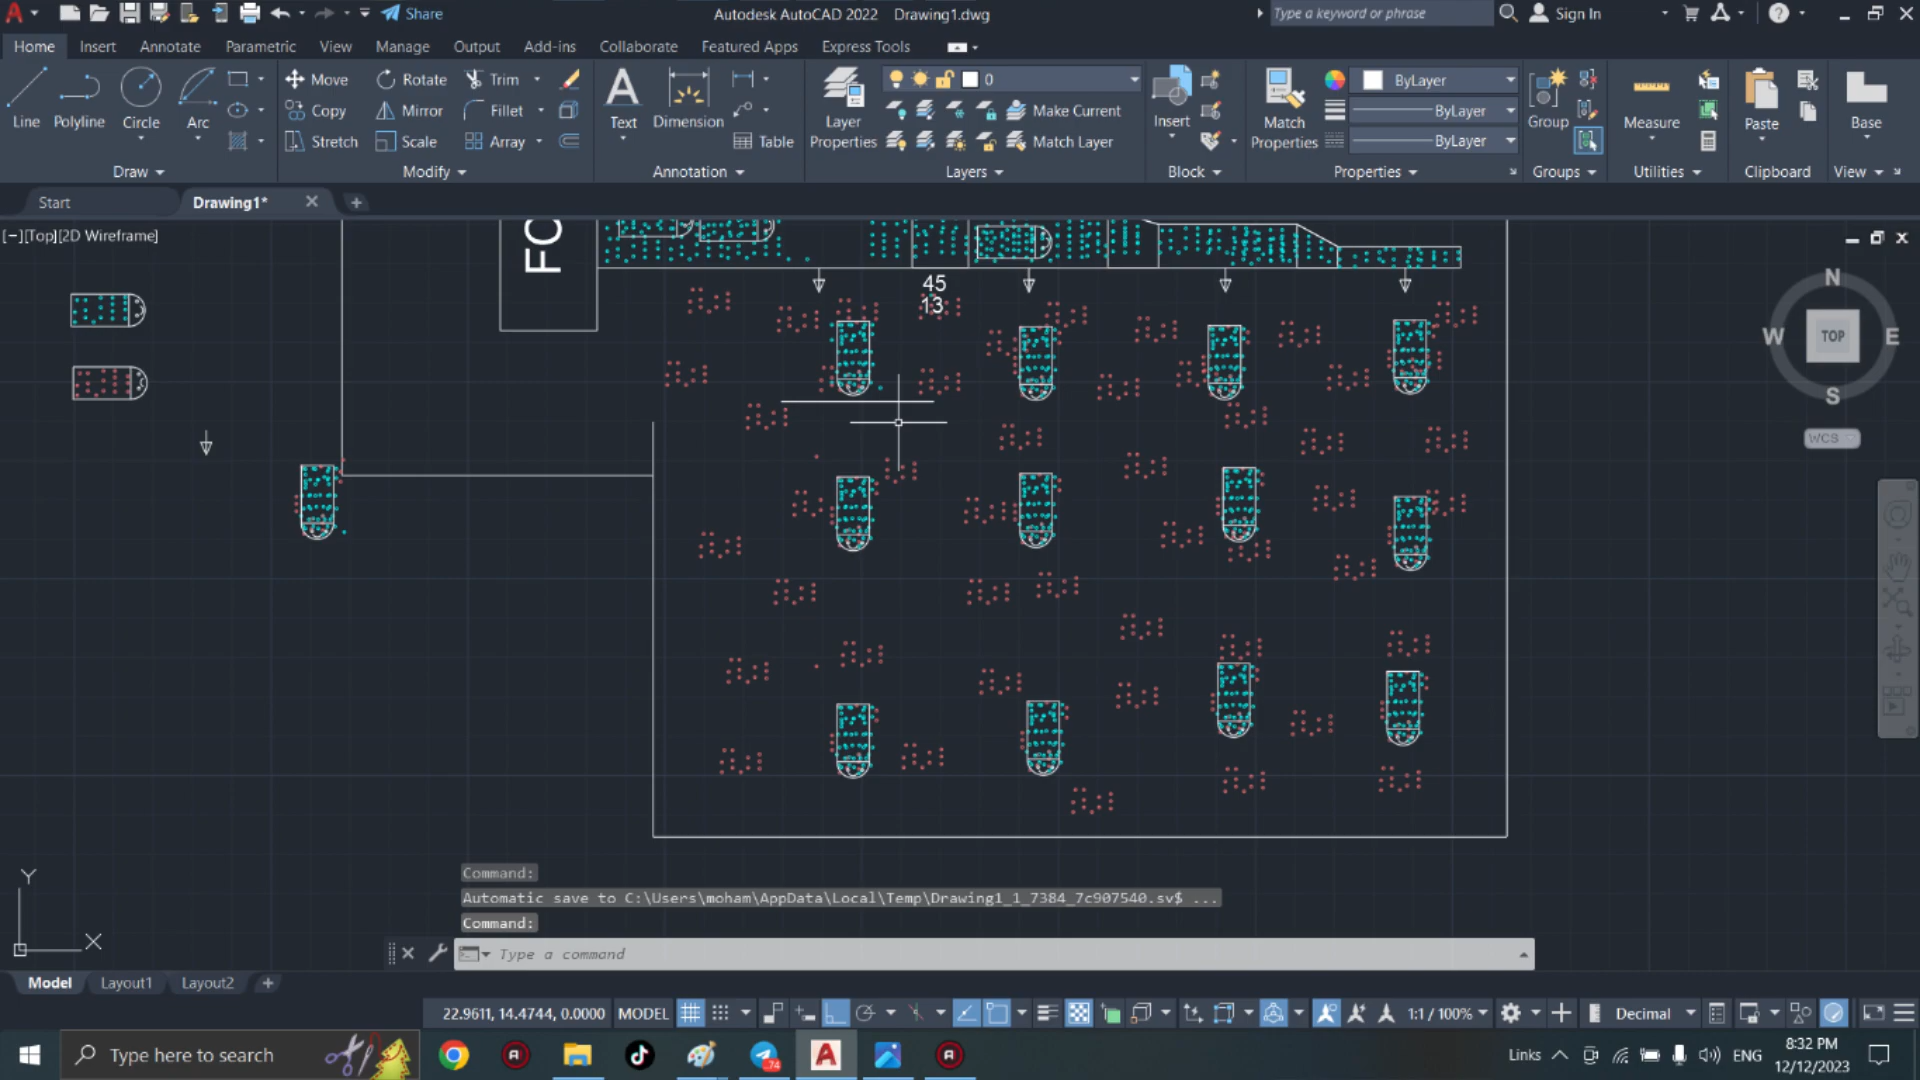 Share
Autodesk AutoCAD 2022 Drawing1.dwg
Type a keyword or phrase
Sign In
Home Insert Annotate Parametric View Manage Output Add-ins Collaborate Featured Apps Express Tools
Line
Polyline
Circle
Arc
Draw
Move Rotate Trim
Copy Mirror Fillet
Stretch Scale Array
Modify
Text
Dimension
Table
Annotation
Layer
Properties
0
Make Current
Match Layer
Layers
Insert
Block
Match
Properties
ByLayer
ByLayer
ByLayer
Properties
Group
Groups
Measure
Utilities
Paste
Clipboard
Base
View
Start Drawing1*
[−][Top][2D Wireframe]
FO
45
13
N
W TOP E
S
WCS
Y
X
Command:
Automatic save to C:\Users\moham\AppData\Local\Temp\Drawing1_1_7384_7c907540.sv$ ...
Command:
Type a command
Model Layout1 Layout2
22.9611, 14.4744, 0.0000 MODEL 1:1 / 100% Decimal
Type here to search
74
Links ENG
8:32 PM
12/12/2023